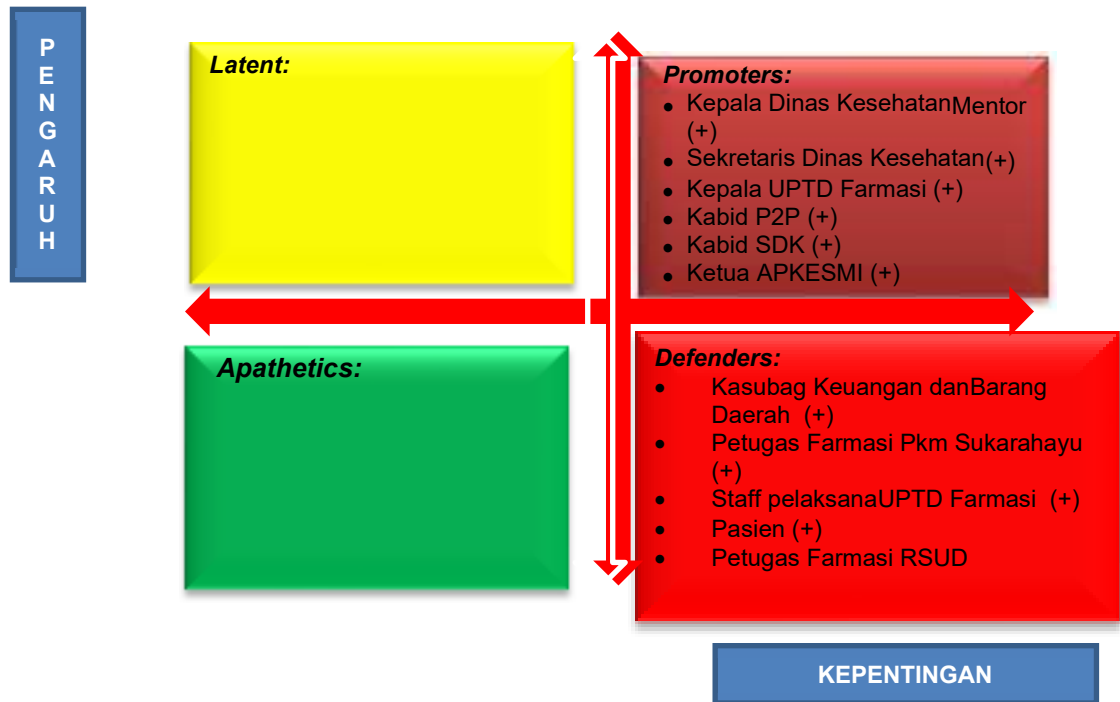 P
E
N
G
A
R
U
H
Latent:
Promoters:
• Kepala Dinas KesehatanMentor
(+)
• Sekretaris Dinas Kesehatan(+)
• Kepala UPTD Farmasi (+)
• Kabid P2P (+)
• Kabid SDK (+)
• Ketua APKESMI (+)
Apathetics:
Defenders:
• Kasubag Keuangan danBarang
Daerah (+)
• Petugas Farmasi Pkm Sukarahayu
(+)
• Staff pelaksanaUPTD Farmasi (+)
• Pasien (+)
• Petugas Farmasi RSUD
KEPENTINGAN